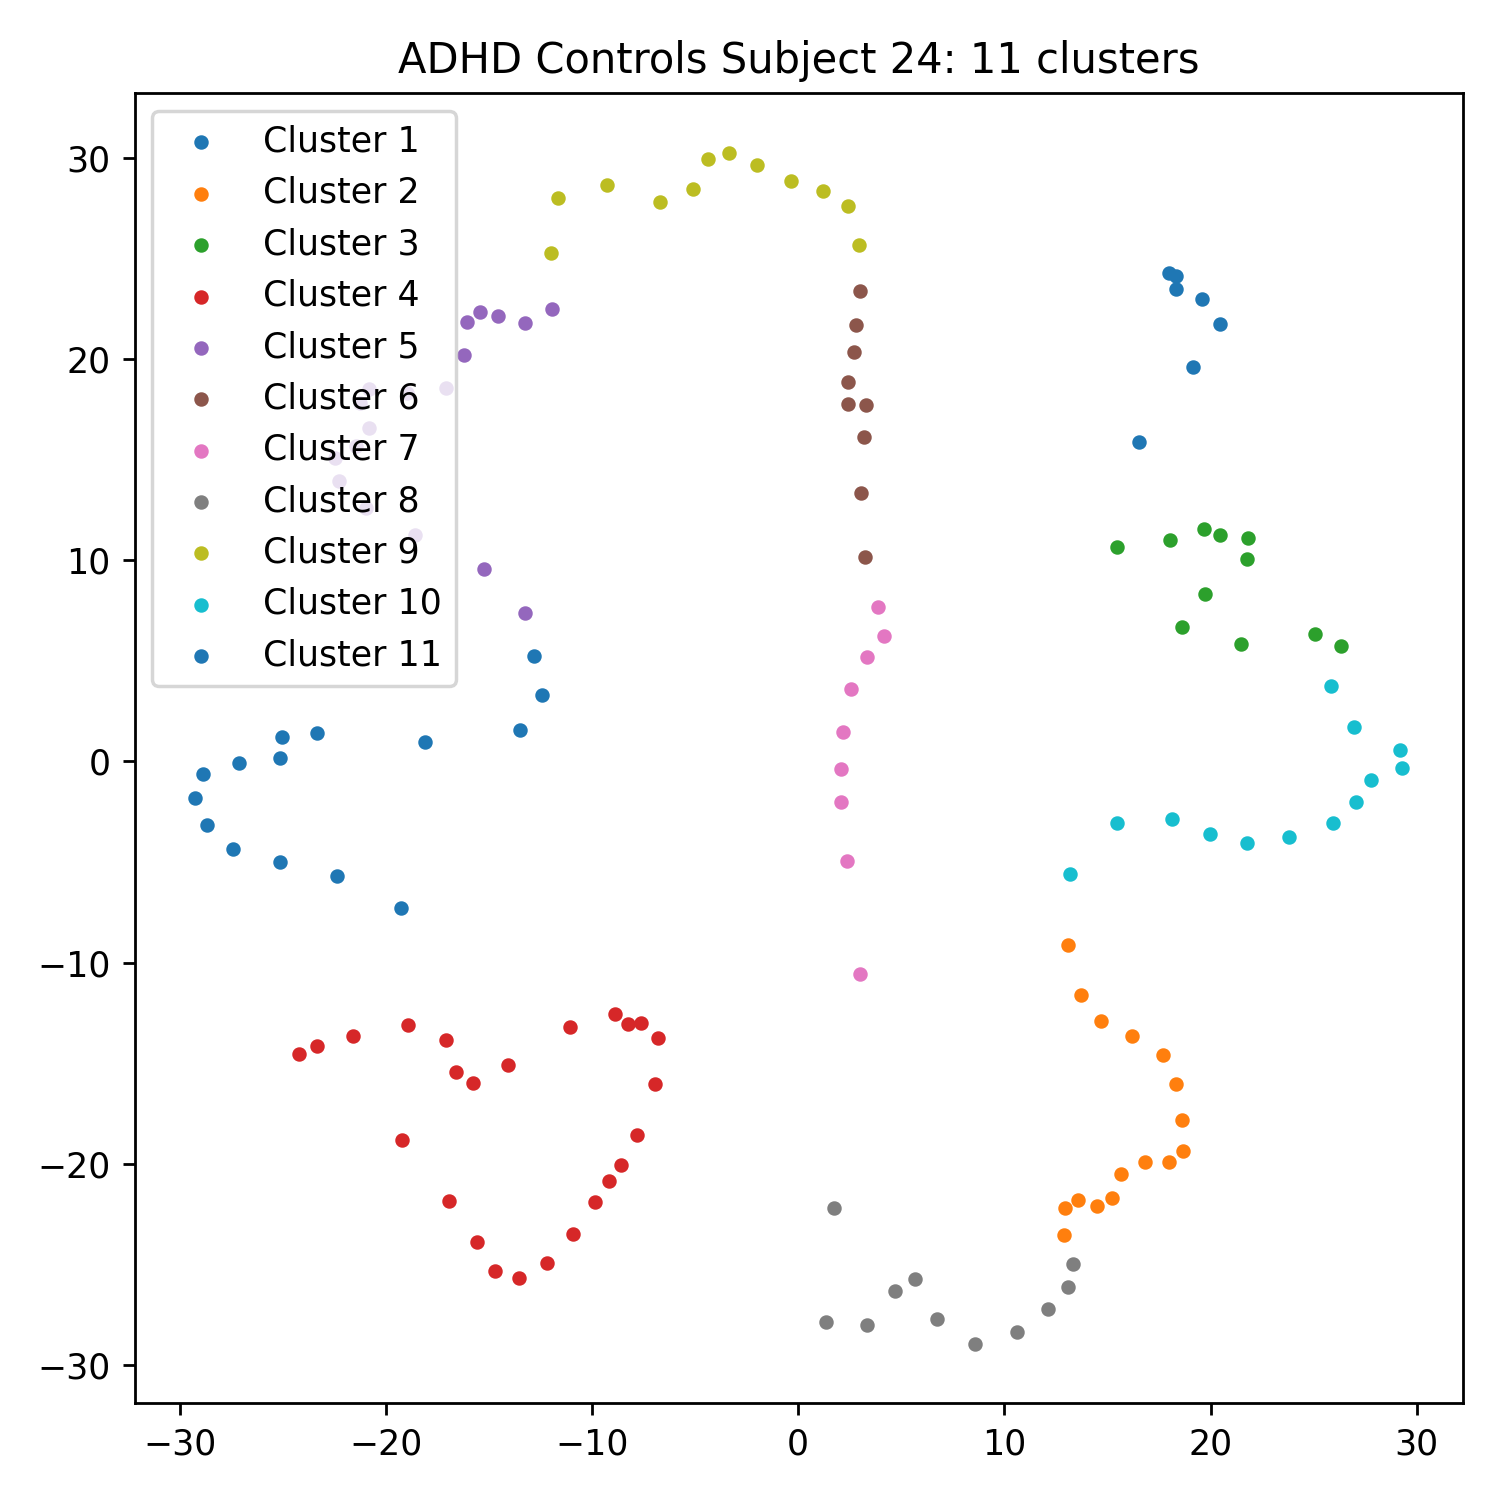 ADHD Controls Subject 24: 11 clusters
Cluster 1
Cluster 2
Cluster 3
Cluster 4
Cluster 5
Cluster 6
Cluster 7
Cluster 8
Cluster 9
Cluster 10
Cluster 11
30
20
10
0
−10
−20
−30
−30 −20 −10 0 10 20 30